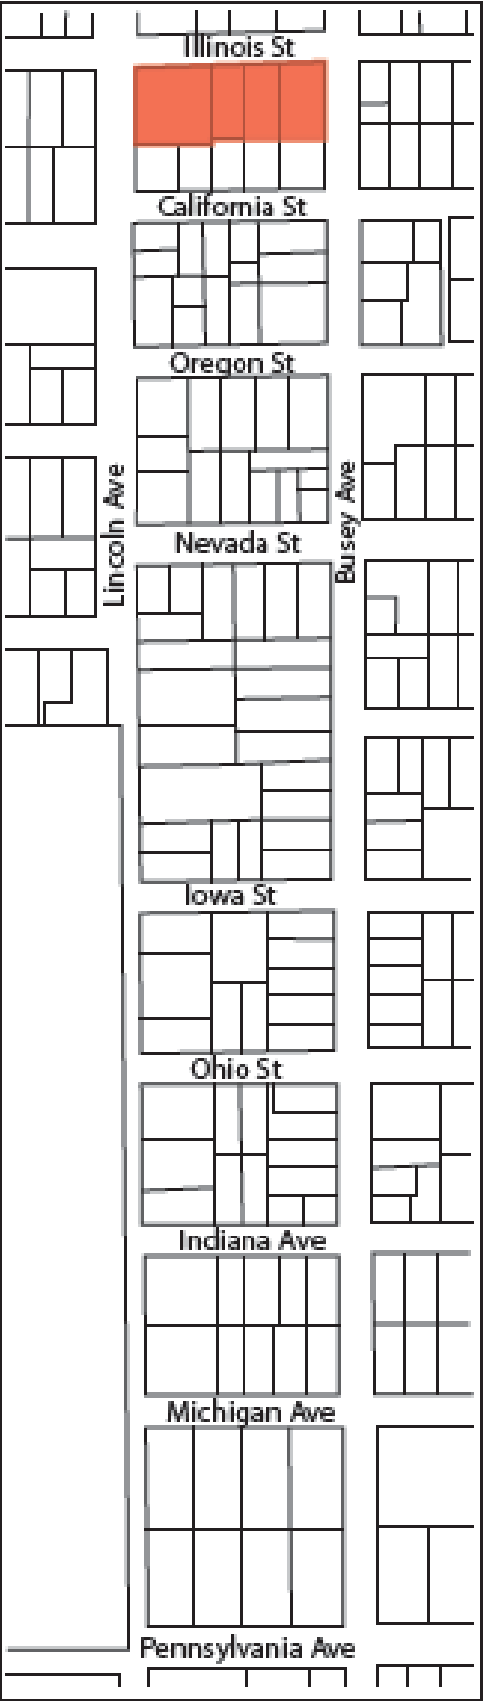 Illinois St
California St
Oregon St
Lincoln Ave
Busey Ave
Nevada St
Iowa St
Ohio St
Indiana Ave
Michigan Ave
Pennsylvania Ave